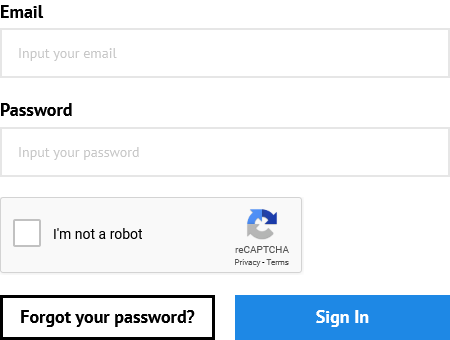 Email
Input your email
Password
Input your password
I'm not a robot
reCAPTCHA
Privacy - Terms
Forgot your password?
Sign In